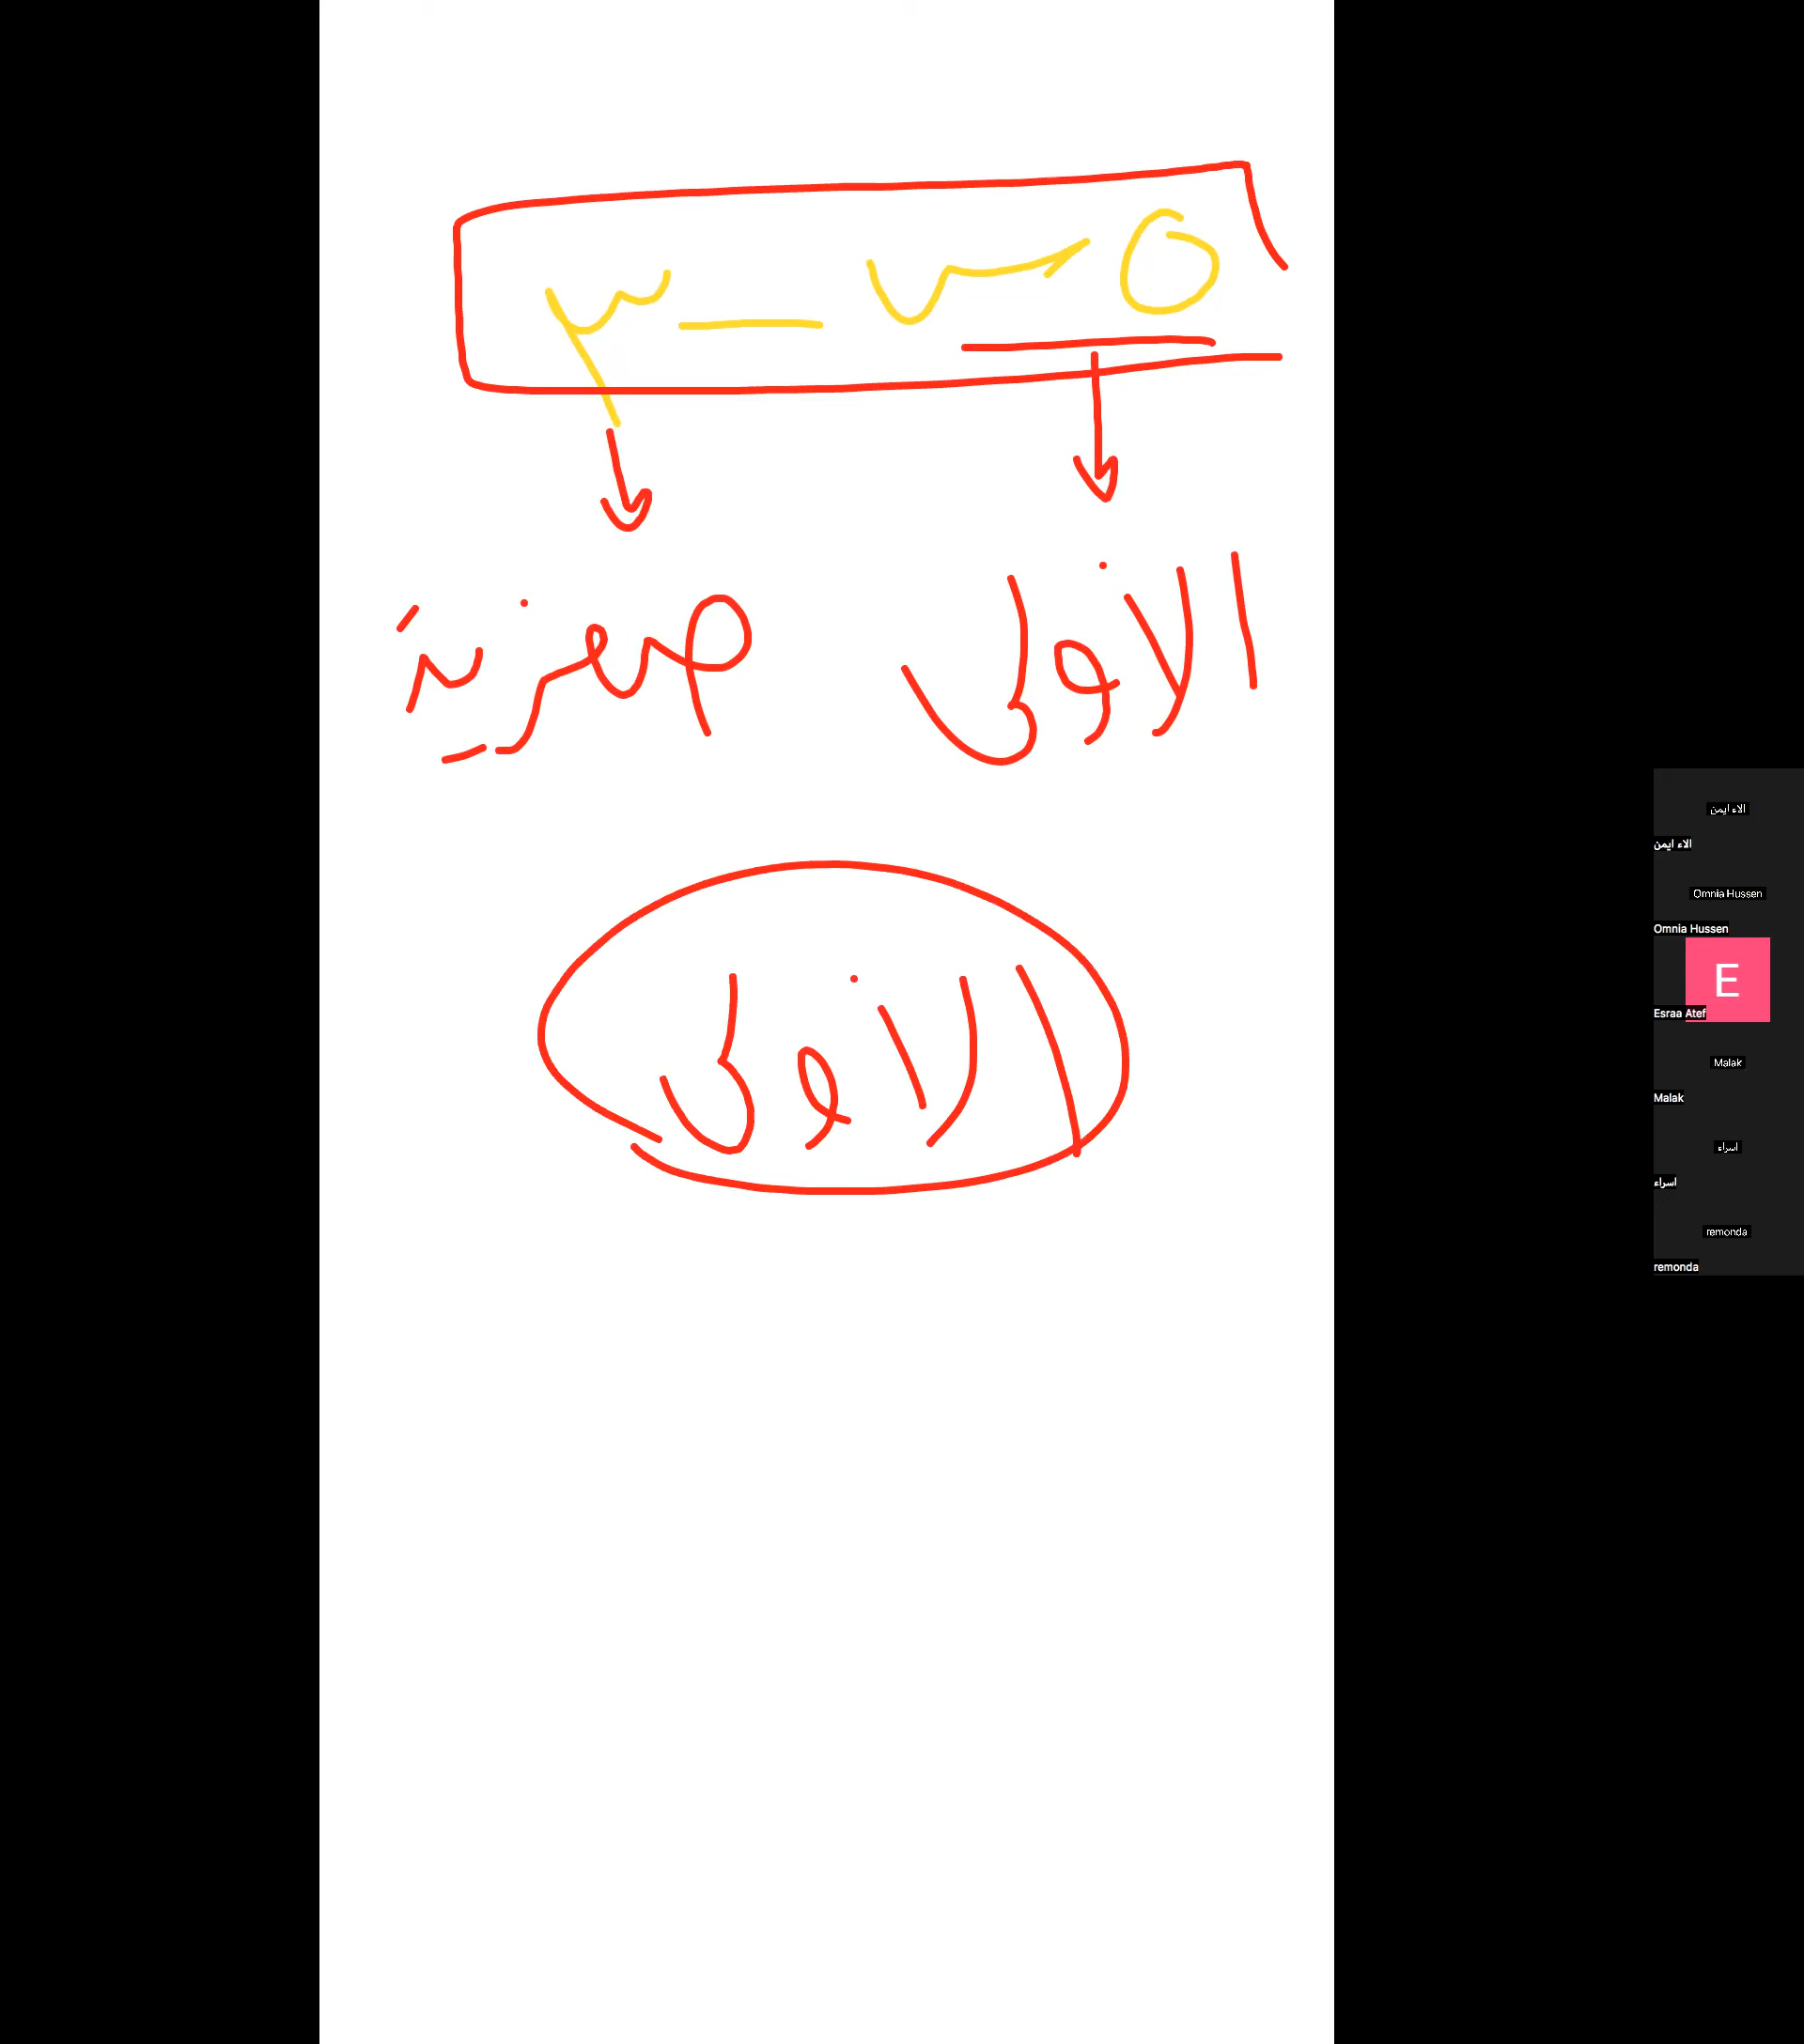 ٥س - ٣
الأولى صفرية
الأولى
الاء ايمن
الاء ايمن
Omnia Hussen
Omnia Hussen
E
Esraa Atef
Malak
Malak
اسراء
اسراء
remonda
remonda